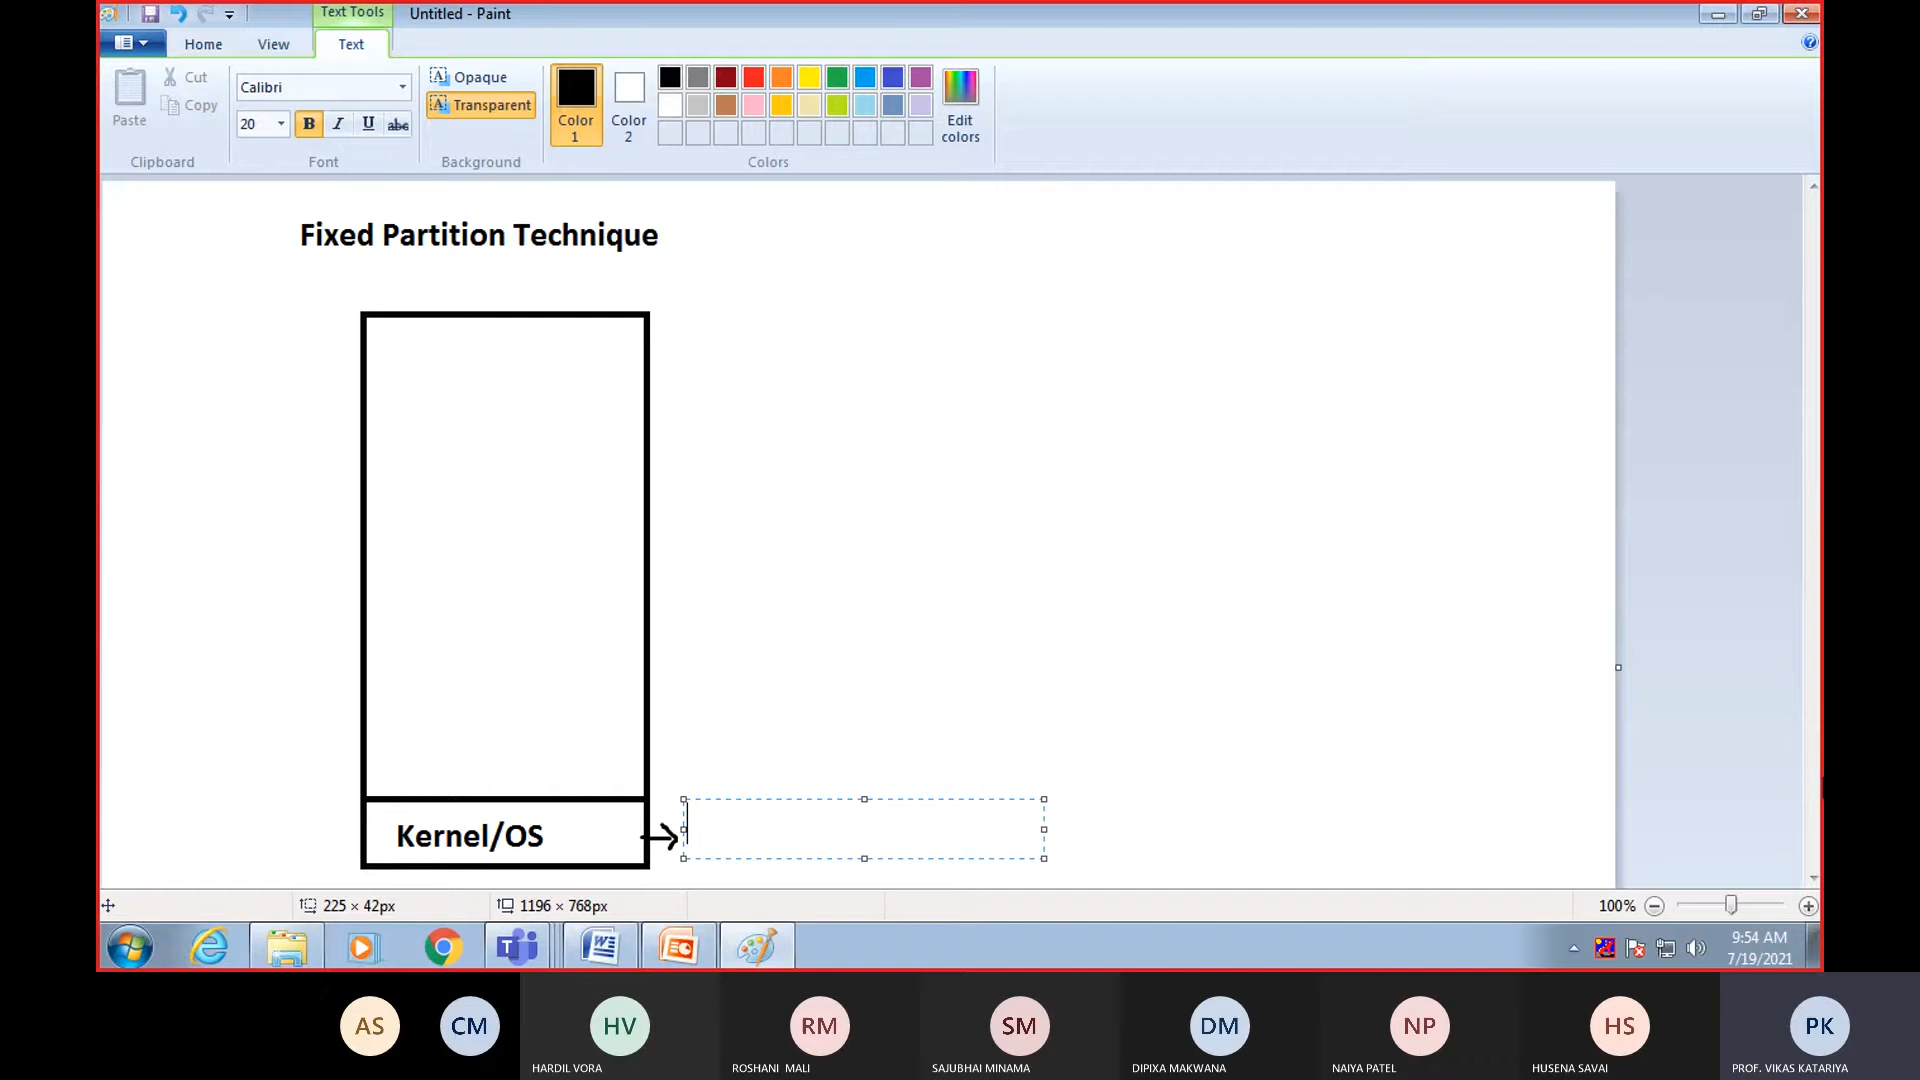 Text Tools
Untitled - Paint
Home
View
Text
Paste
Cut
Copy
Clipboard
Calibri
20
B
I
U
abc
Font
A Opaque
A Transparent
Background
Color
1
Color
2
Edit
colors
Colors
Fixed Partition Technique
Kernel/OS
225 × 42px
1196 × 768px
100%
9:54 AM
7/19/2021
AS
CM
HV
RM
SM
DM
NP
HS
PK
HARDIL VORA
ROSHANI MALI
SAJUBHAI MINAMA
DIPIXA MAKWANA
NAIYA PATEL
HUSENA SAVAI
PROF. VIKAS KATARIYA